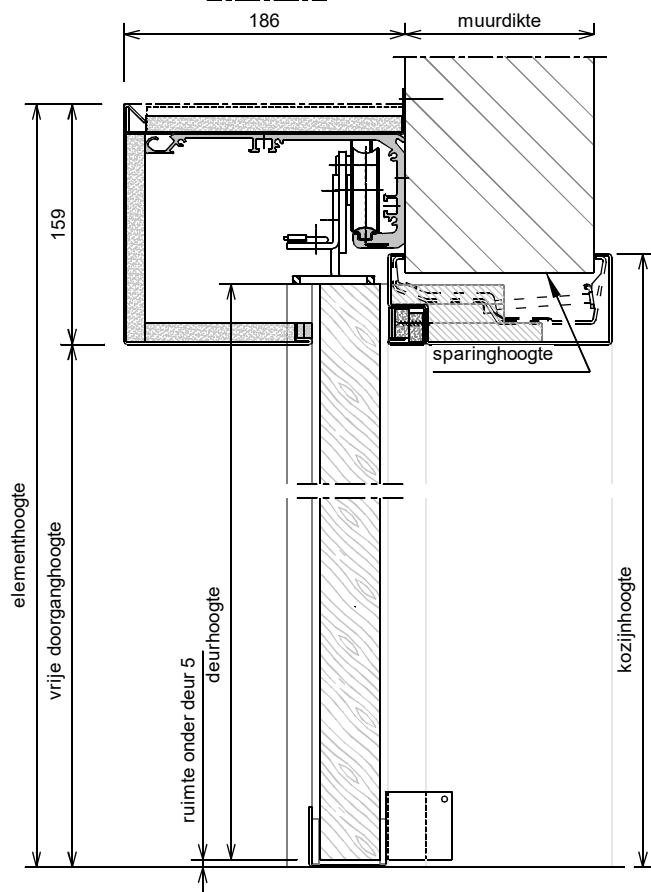 186
muurdikte
159
sparinghoogte
elementhoogte
vrije doorganghoogte
ruimte onder deur 5
deurhoogte
kozijnhoogte